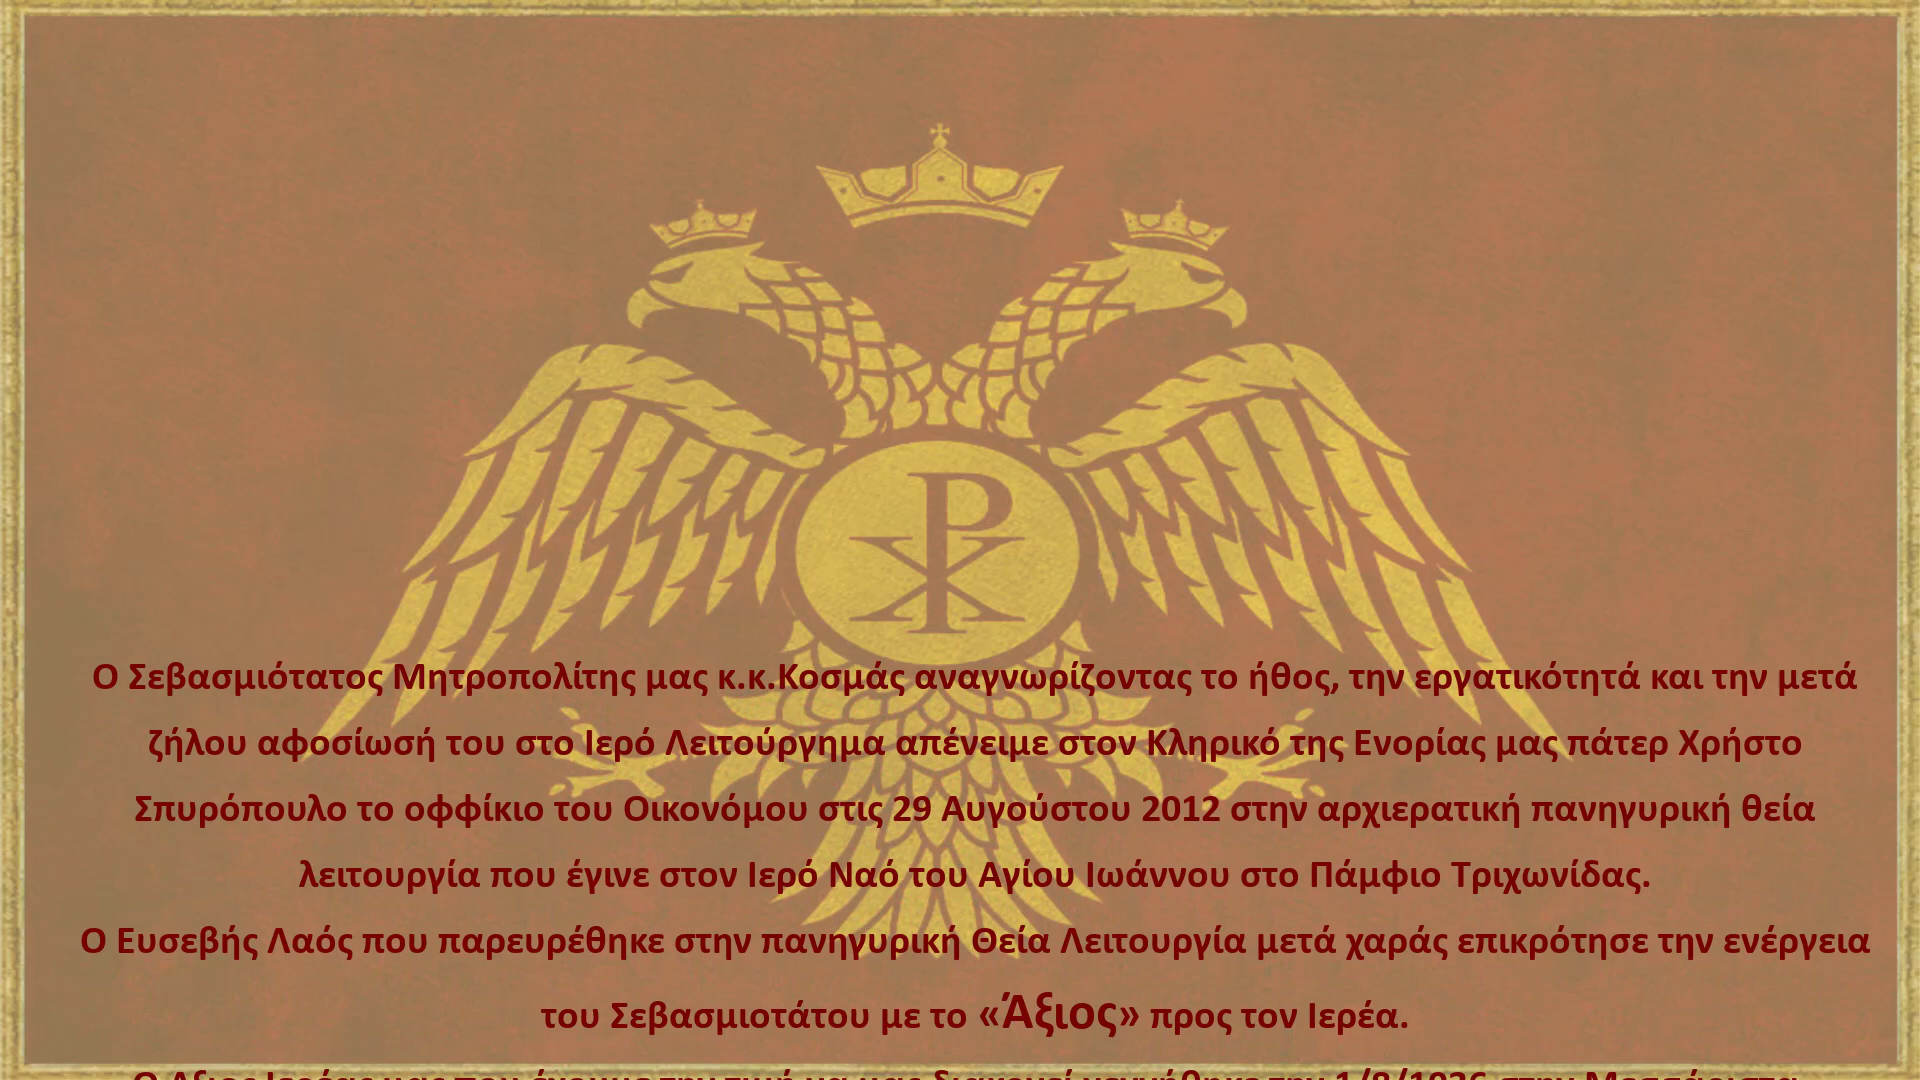 Ο Σεβασμιότατος Μητροπολίτης μας κ.κ.Κοσμάς αναγνωρίζοντας το ήθος, την εργατικότητά και την μετά
ζήλου αφοσίωσή του στο Ιερό Λειτούργημα απένειμε στον Κληρικό της Ενορίας μας πάτερ Χρήστο
Σπυρόπουλο το οφφίκιο του Οικονόμου στις 29 Αυγούστου 2012 στην αρχιερατική πανηγυρική θεία
λειτουργία που έγινε στον Ιερό Ναό του Αγίου Ιωάννου στο Πάμφιο Τριχωνίδας.
Ο Ευσεβής Λαός που παρευρέθηκε στην πανηγυρική Θεία Λειτουργία μετά χαράς επικρότησε την ενέργεια
του Σεβασμιοτάτου με το «Άξιος» προς τον Ιερέα.